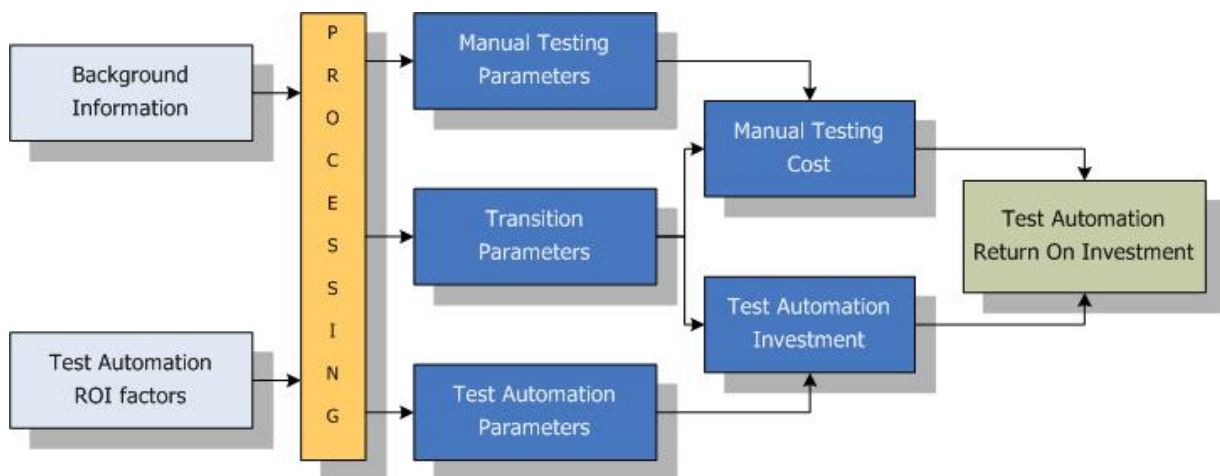 Background
Information
Test Automation
ROI factors
P
R
O
C
E
S
S
I
N
G
Manual Testing
Parameters
Transition
Parameters
Test Automation
Parameters
Manual Testing
Cost
Test Automation
Investment
Test Automation
Return On Investment